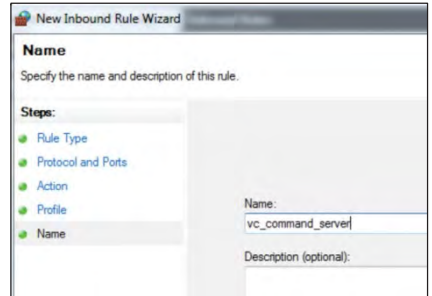 New Inbound Rule Wizard
Name
Specify the name and description of this rule.
Steps:
Rule Type
Protocol and Ports
Action
Profile
Name
Name:
vc_command_server
Description (optional):